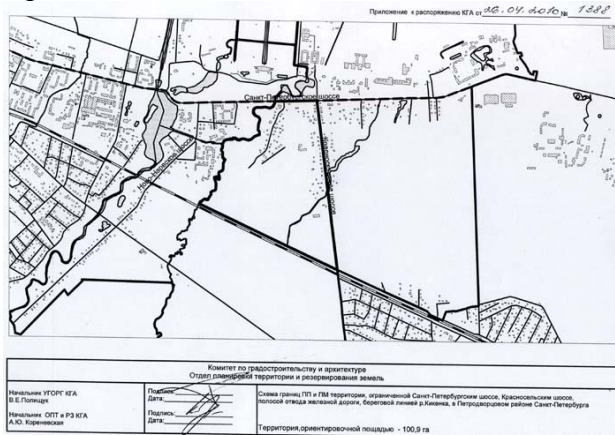 Приложение к распоряжению КГА от 26.04.2010 № 1388
Санкт-Петербургское шоссе
Комитет по градостроительству и архитектуре
Отдел планировки территории и резервирования земель
Начальник УГОРГ КГА
В.Е.Полищук
Подпись:
Дата:
Начальник ОПТ и РЗ КГА
А.Ю. Кореневская
Подпись:
Дата:
Схема границ ПП и ПМ территории, ограниченной Санкт-Петербургским шоссе, Красносельским шоссе,
полосой отвода железной дороги, береговой линией р.Кикенка, в Петродворцовом районе Санкт-Петербурга
Территория,ориентировочной площадью - 100,9 га